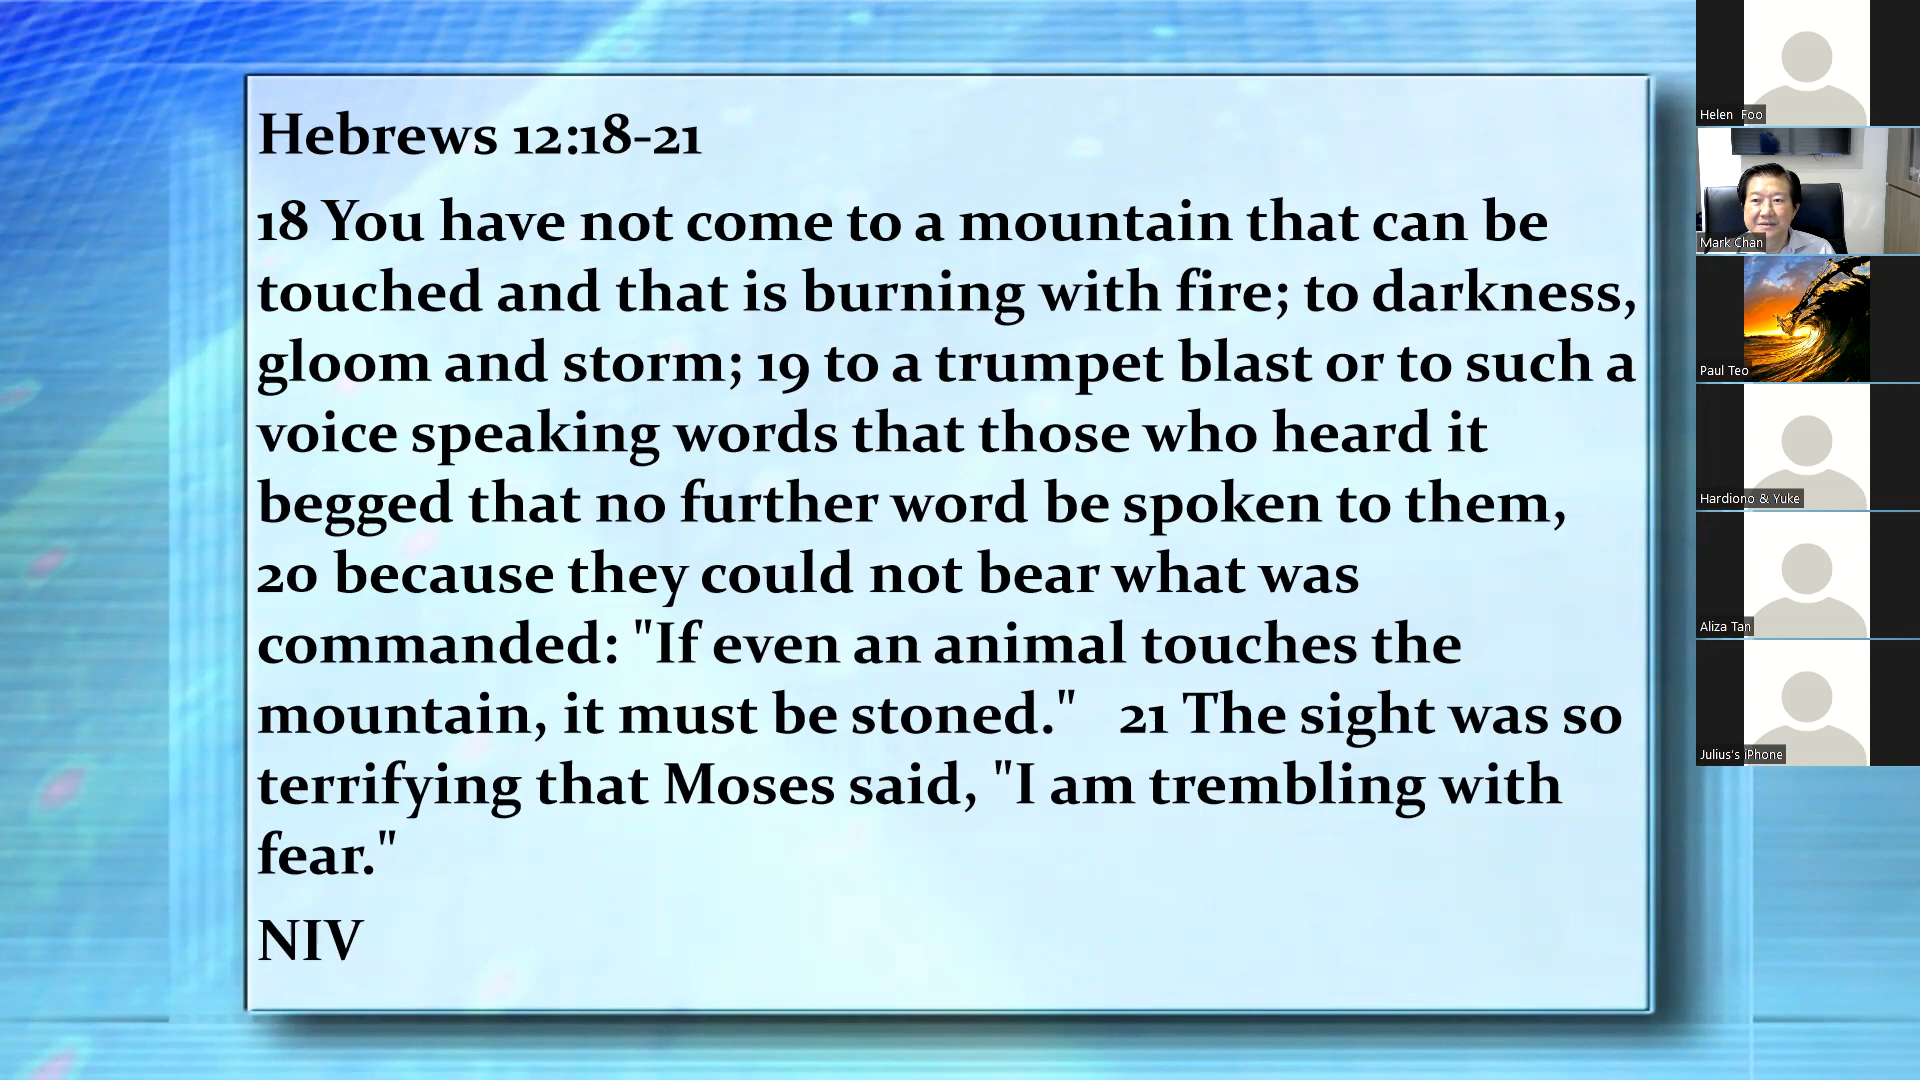 Hebrews 12:18-21
18 You have not come to a mountain that can be
touched and that is burning with fire; to darkness,
gloom and storm; 19 to a trumpet blast or to such a
voice speaking words that those who heard it
begged that no further word be spoken to them,
20 because they could not bear what was
commanded: "If even an animal touches the
mountain, it must be stoned."   21 The sight was so
terrifying that Moses said, "I am trembling with
fear."
NIV
Helen  Foo
Mark Chan
Paul Teo
Hardiono & Yuke
Aliza Tan
Julius's iPhone